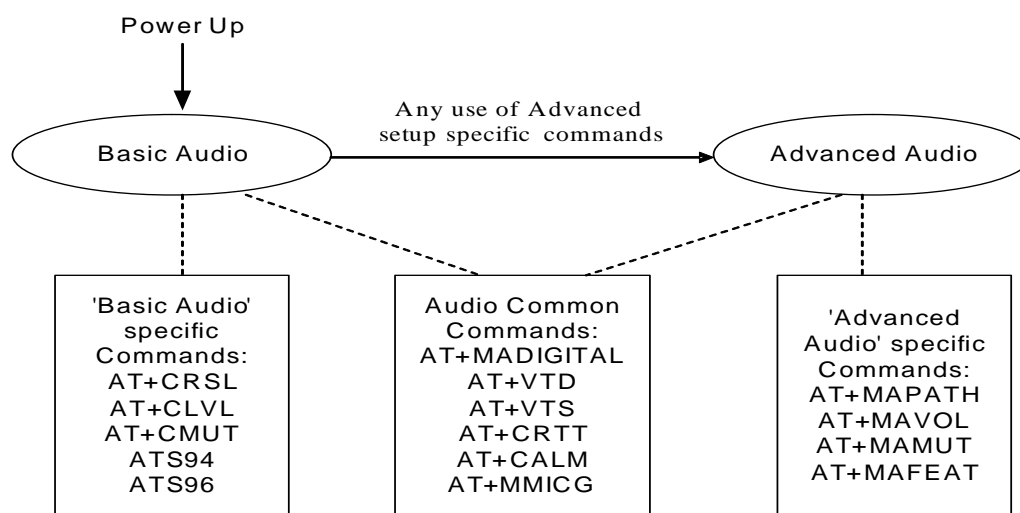 Power Up
Any use of Advanced
setup specific commands
Basic Audio
Advanced Audio
'Basic Audio'
specific
Commands:
AT+CRSL
AT+CLVL
AT+CMUT
ATS94
ATS96
Audio Common
Commands:
AT+MADIGITAL
AT+VTD
AT+VTS
AT+CRTT
AT+CALM
AT+MMICG
'Advanced
Audio' specific
Commands:
AT+MAPATH
AT+MAVOL
AT+MAMUT
AT+MAFEAT